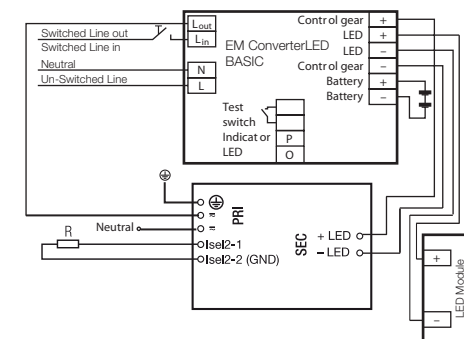 Switched Line out
Switched Line in
Neutral
Un-Switched Line
Lout
Lin
N
L
EM ConverterLED
BASIC
Control gear +
LED +
LED –
Control gear –
Battery +
Battery –
Test
switch
Indicator
LED
P
O
PRI
Neutral
R
Isel2-1
Isel2-2 (GND)
SEC
+ LED
– LED
+
–
LED Module